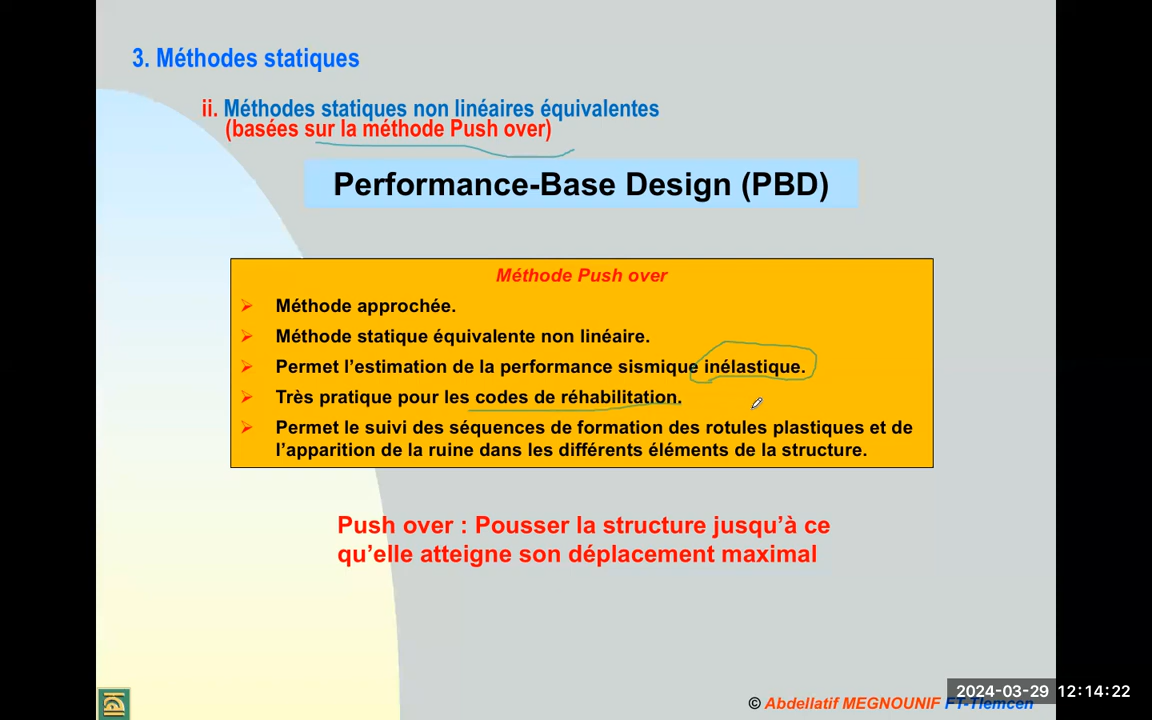 3. Méthodes statiques
ii. Méthodes statiques non linéaires équivalentes
(basées sur la méthode Push over)
Performance-Base Design (PBD)
Méthode Push over
Méthode approchée.
Méthode statique équivalente non linéaire.
Permet l’estimation de la performance sismique inélastique.
Très pratique pour les codes de réhabilitation.
Permet le suivi des séquences de formation des rotules plastiques et de
l’apparition de la ruine dans les différents éléments de la structure.
Push over : Pousser la structure jusqu’à ce
qu’elle atteigne son déplacement maximal
2024-03-29 12:14:22
© Abdellatif MEGNOUNIF FT-Tlemcen